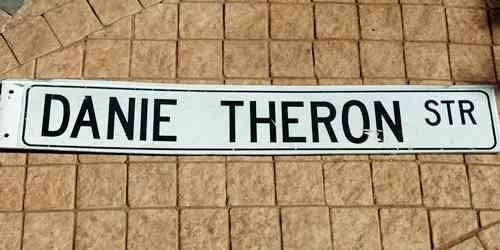 DANIE THERON STR